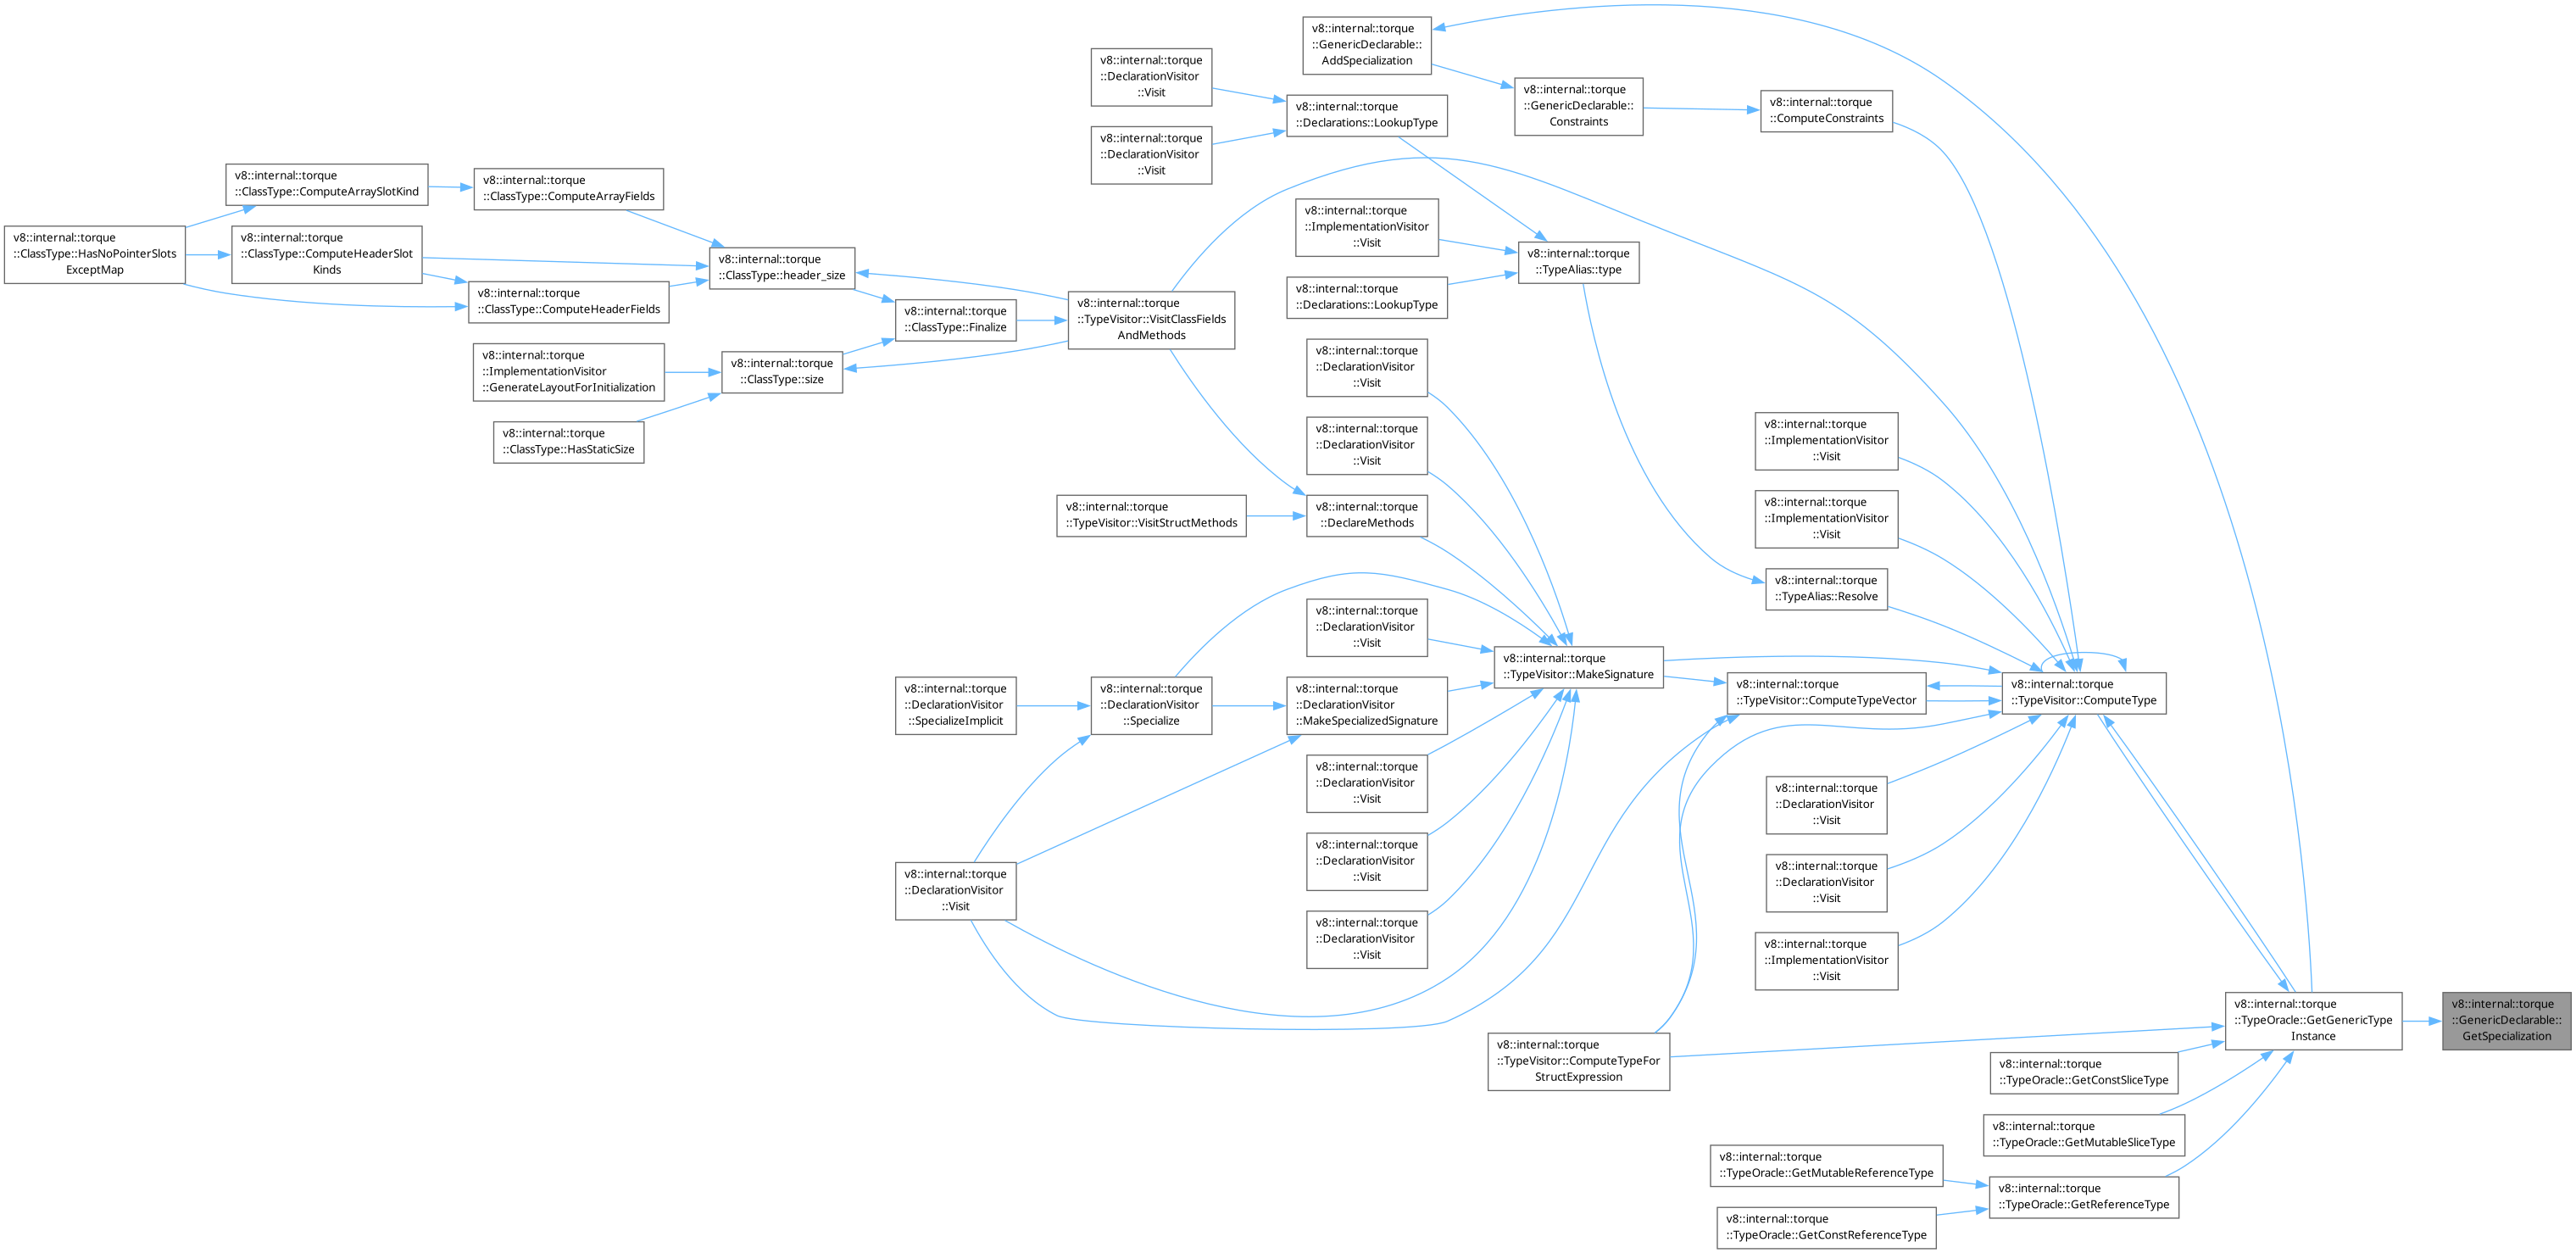 v8::internal::torque
::GenericDeclarable::
AddSpecialization
v8::internal::torque
::DeclarationVisitor
::Visit
v8::internal::torque
::GenericDeclarable::
Constraints
v8::internal::torque
::ComputeConstraints
v8::internal::torque
::Declarations::LookupType
v8::internal::torque
::DeclarationVisitor
::Visit
v8::internal::torque
::ClassType::ComputeArraySlotKind
v8::internal::torque
::ClassType::ComputeArrayFields
v8::internal::torque
::ImplementationVisitor
::Visit
v8::internal::torque
::ClassType::HasNoPointerSlots
ExceptMap
v8::internal::torque
::ClassType::ComputeHeaderSlot
Kinds
v8::internal::torque
::ClassType::header_size
v8::internal::torque
::TypeAlias::type
v8::internal::torque
::Declarations::LookupType
v8::internal::torque
::ClassType::ComputeHeaderFields
v8::internal::torque
::ClassType::Finalize
v8::internal::torque
::TypeVisitor::VisitClassFields
AndMethods
v8::internal::torque
::ImplementationVisitor
::GenerateLayoutForInitialization
v8::internal::torque
::ClassType::size
v8::internal::torque
::DeclarationVisitor
::Visit
v8::internal::torque
::ClassType::HasStaticSize
v8::internal::torque
::DeclarationVisitor
::Visit
v8::internal::torque
::ImplementationVisitor
::Visit
v8::internal::torque
::TypeVisitor::VisitStructMethods
v8::internal::torque
::DeclareMethods
v8::internal::torque
::ImplementationVisitor
::Visit
v8::internal::torque
::TypeAlias::Resolve
v8::internal::torque
::DeclarationVisitor
::Visit
v8::internal::torque
::TypeVisitor::MakeSignature
v8::internal::torque
::DeclarationVisitor
::SpecializeImplicit
v8::internal::torque
::DeclarationVisitor
::Specialize
v8::internal::torque
::DeclarationVisitor
::MakeSpecializedSignature
v8::internal::torque
::TypeVisitor::ComputeTypeVector
v8::internal::torque
::TypeVisitor::ComputeType
v8::internal::torque
::DeclarationVisitor
::Visit
v8::internal::torque
::DeclarationVisitor
::Visit
v8::internal::torque
::DeclarationVisitor
::Visit
v8::internal::torque
::DeclarationVisitor
::Visit
v8::internal::torque
::DeclarationVisitor
::Visit
v8::internal::torque
::DeclarationVisitor
::Visit
v8::internal::torque
::ImplementationVisitor
::Visit
v8::internal::torque
::TypeOracle::GetGenericType
Instance
v8::internal::torque
::GenericDeclarable::
GetSpecialization
v8::internal::torque
::TypeVisitor::ComputeTypeFor
StructExpression
v8::internal::torque
::TypeOracle::GetConstSliceType
v8::internal::torque
::TypeOracle::GetMutableSliceType
v8::internal::torque
::TypeOracle::GetMutableReferenceType
v8::internal::torque
::TypeOracle::GetReferenceType
v8::internal::torque
::TypeOracle::GetConstReferenceType